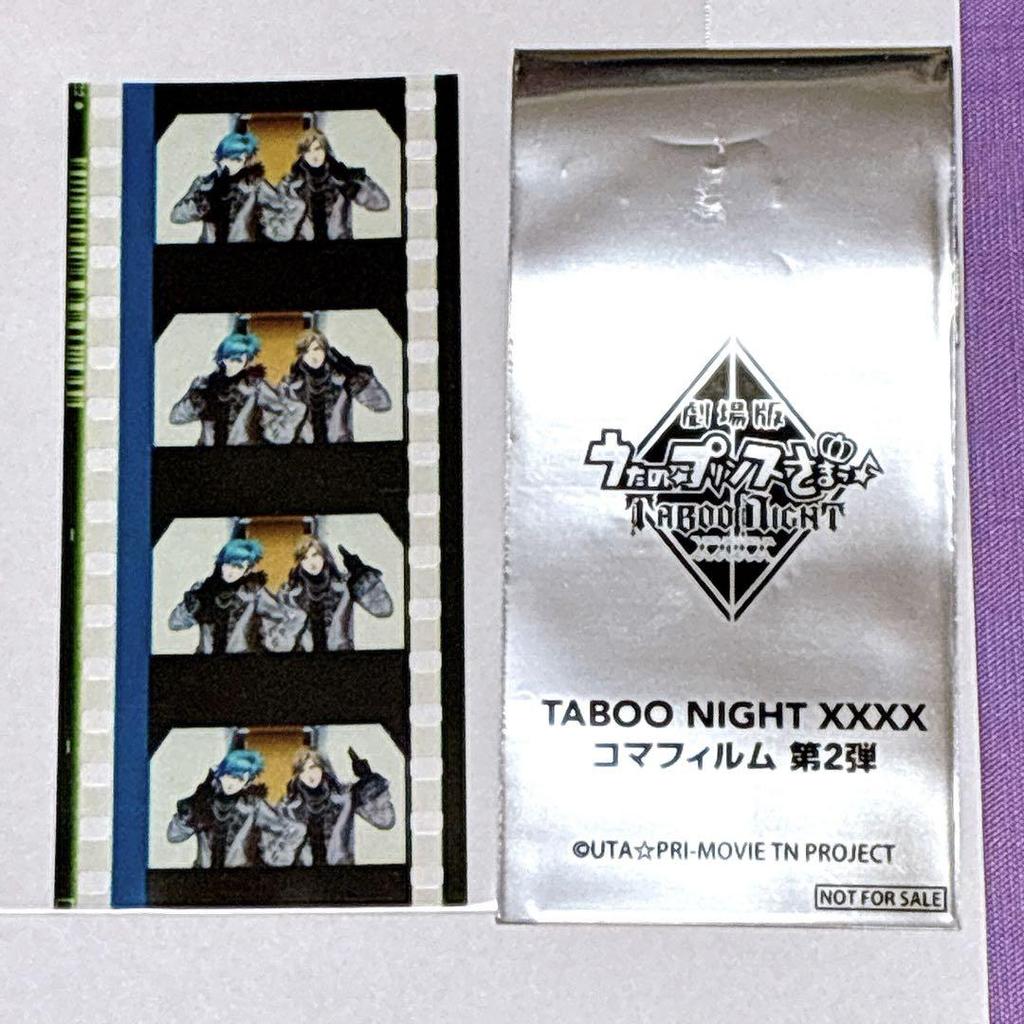 劇場版
うたの☆プリンスさまっ♪
TABOO NIGHT
XXXX
TABOO NIGHT XXXX
コマフィルム 第2弾
©UTA☆PRI-MOVIE TN PROJECT
NOT FOR SALE